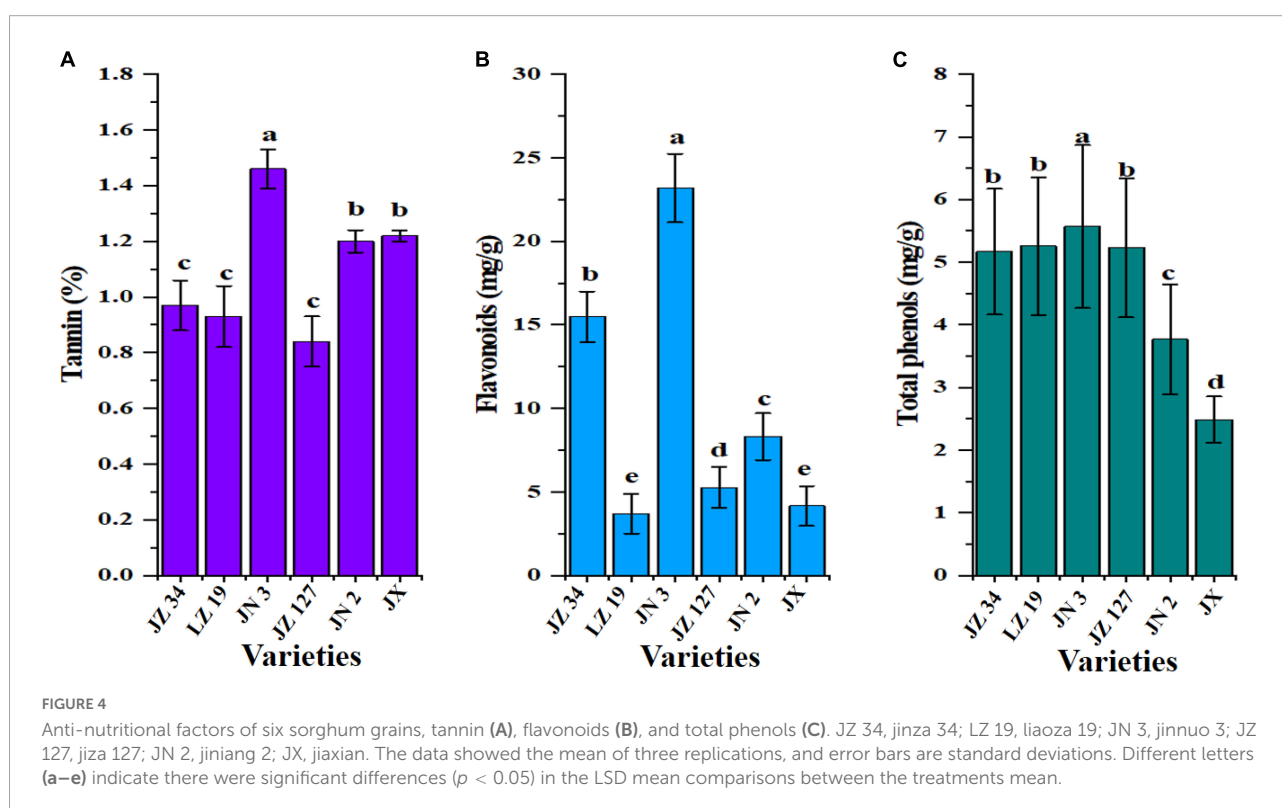 A
1.8
1.6
1.4
1.2
1.0
0.8
0.6
0.4
0.2
0.0
Tannin (%)
c
c
a
c
b
b
JZ 34
LZ 19
JN 3
JZ 127
JN 2
JX
Varieties
B
30
25
20
15
10
5
0
Flavonoids (mg/g)
b
e
a
d
c
e
JZ 34
LZ 19
JN 3
JZ 127
JN 2
JX
Varieties
C
8
7
6
5
4
3
2
1
0
Total phenols (mg/g)
b
b
a
b
c
d
JZ 34
LZ 19
JN 3
JZ 127
JN 2
JX
Varieties
FIGURE 4
Anti-nutritional factors of six sorghum grains, tannin (A), flavonoids (B), and total phenols (C). JZ 34, jinza 34; LZ 19, liaoza 19; JN 3, jinnuo 3; JZ
127, jiza 127; JN 2, jiniang 2; JX, jiaxian. The data showed the mean of three replications, and error bars are standard deviations. Different letters
(a–e) indicate there were significant differences (p < 0.05) in the LSD mean comparisons between the treatments mean.